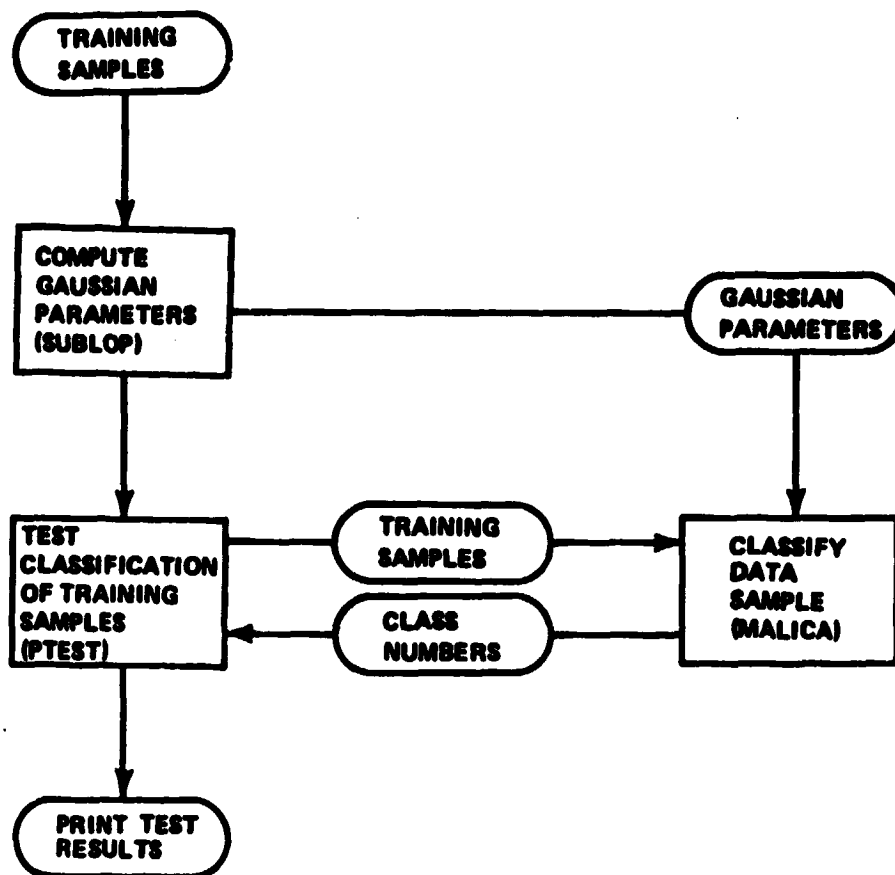 TRAINING
SAMPLES
COMPUTE
GAUSSIAN
PARAMETERS
(SUBLOP)
GAUSSIAN
PARAMETERS
TEST
CLASSIFICATION
OF TRAINING
SAMPLES
(PTEST)
TRAINING
SAMPLES
CLASS
NUMBERS
CLASSIFY
DATA
SAMPLE
(MALICA)
PRINT TEST
RESULTS